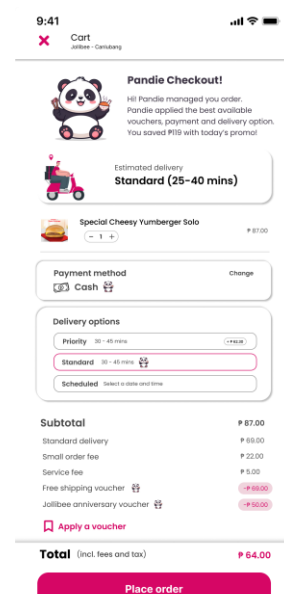 9:41
Cart
Jollibee - Canlubang
Pandie Checkout!
Hi! Pandie managed you order.
Pandie applied the best available
vouchers, payment and delivery option.
You saved ₱119 with today's promo!
Estimated delivery
Standard (25-40 mins)
Special Cheesy Yumberger Solo
- 1 +
₱ 87.00
Payment method
Change
Cash
Delivery options
Priority 30 - 45 mins
Standard 30 - 45 mins
Scheduled Select a date and time
Subtotal ₱ 87.00
Standard delivery ₱ 69.00
Small order fee ₱ 22.00
Service fee ₱ 5.00
Free shipping voucher -₱ 69.00
Jollibee anniversary voucher -₱ 50.00
Apply a voucher
Total (incl. fees and tax) ₱ 64.00
Place order